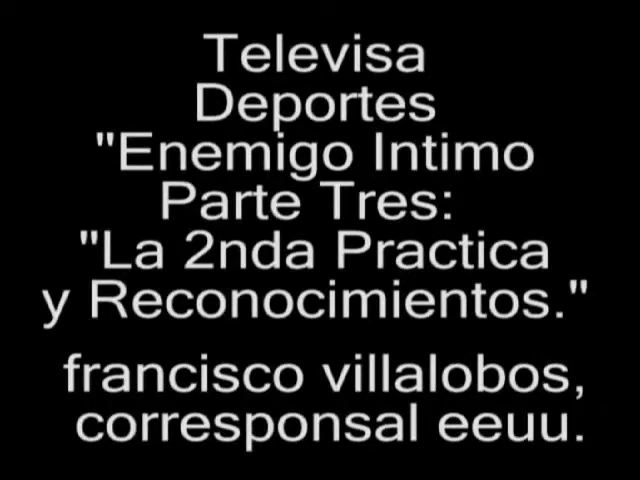 Televisa
Deportes
"Enemigo Intimo
Parte Tres:
"La 2nda Practica
y Reconocimientos."
francisco villalobos,
corresponsal eeuu.